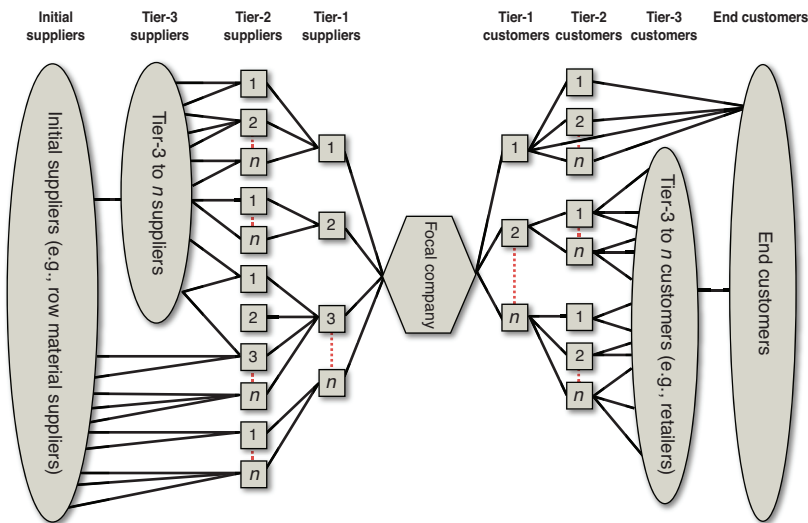 Initial suppliers
Tier-3 suppliers
Tier-2 suppliers
Tier-1 suppliers
Tier-1 customers
Tier-2 customers
Tier-3 customers
End customers
Initial suppliers (e.g., row material suppliers)
Tier-3 to n suppliers
1
2
n
1
n
1
2
3
n
1
n
1
2
3
n
Focal company
1
2
n
1
2
n
1
n
1
2
n
Tier-3 to n customers (e.g., retailers)
End customers